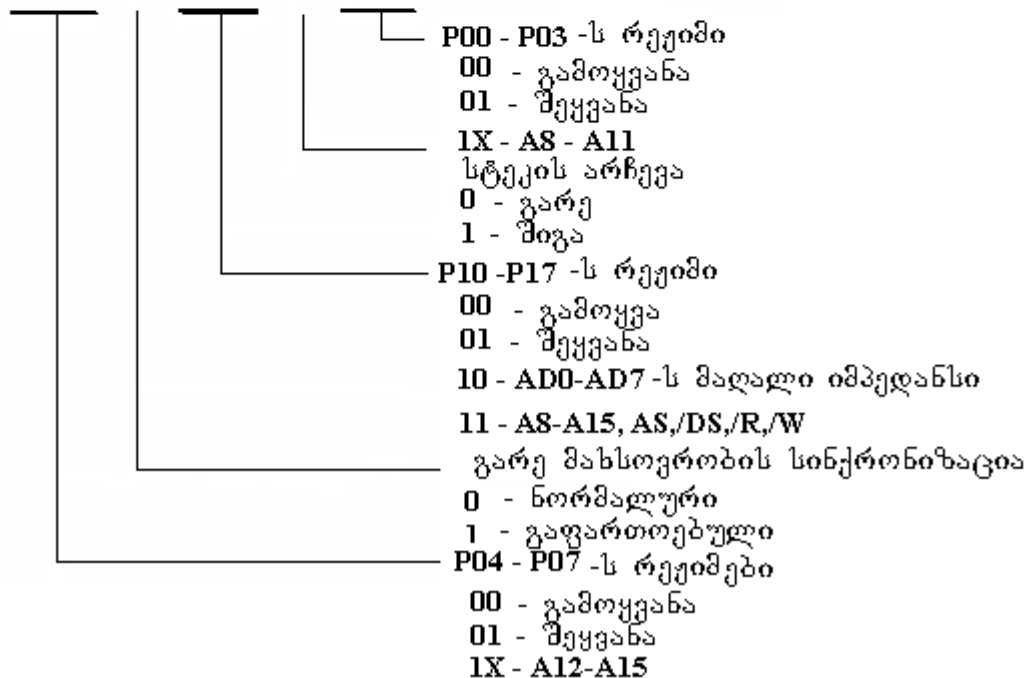 P00 - P03 -ს რეჟიმი
00 - გამოყვანა
01 - შეყვანა
1X - A8 - A11
სტეკის არჩევა
0 - გარე
1 - შიგა
P10 -P17 -ს რეჟიმი
00 - გამოყვა
01 - შეყვანა
10 - AD0-AD7 -ს მაღალი იმპედანსი
11 - A8-A15, AS,/DS,/R,/W
გარე მახსოვრობის სინქრონიზაცია
0 - ნორმალური
1 - გაფართოებული
P04 - P07 -ს რეჟიმები
00 - გამოყვანა
01 - შეყვანა
1X - A12-A15